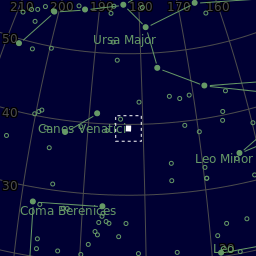 210 200 190 180 170 160
Ursa Major
50
40
Canes Venatici
Leo Minor
30
Coma Berenices
Leo